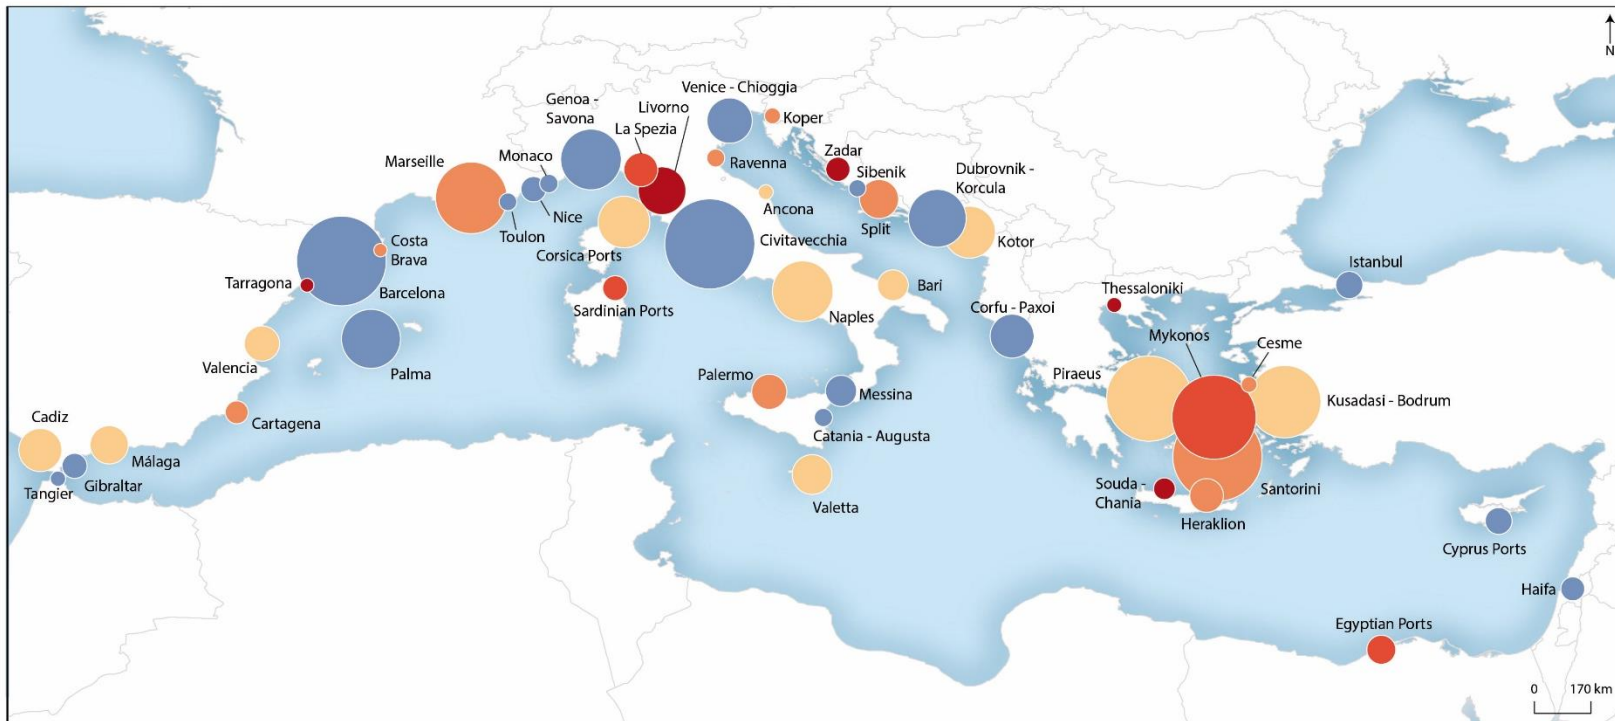 N
Venice - Chioggia
Genoa -
Savona
Livorno
La Spezia
Koper
Monaco
Marseille
Ravenna
Zadar
Sibenik
Dubrovnik -
Korcula
Ancona
Nice
Toulon
Split
Kotor
Costa
Brava
Corsica Ports
Civitavecchia
Istanbul
Tarragona
Barcelona
Sardinian Ports
Bari
Thessaloniki
Corfu - Paxoi
Naples
Mykonos
Cesme
Valencia
Palma
Palermo
Piraeus
Messina
Kusadasi - Bodrum
Cadiz
Cartagena
Catania - Augusta
Málaga
Gibraltar
Tangier
Valetta
Souda -
Chania
Santorini
Heraklion
Cyprus Ports
Haifa
Egyptian Ports
0 170 km